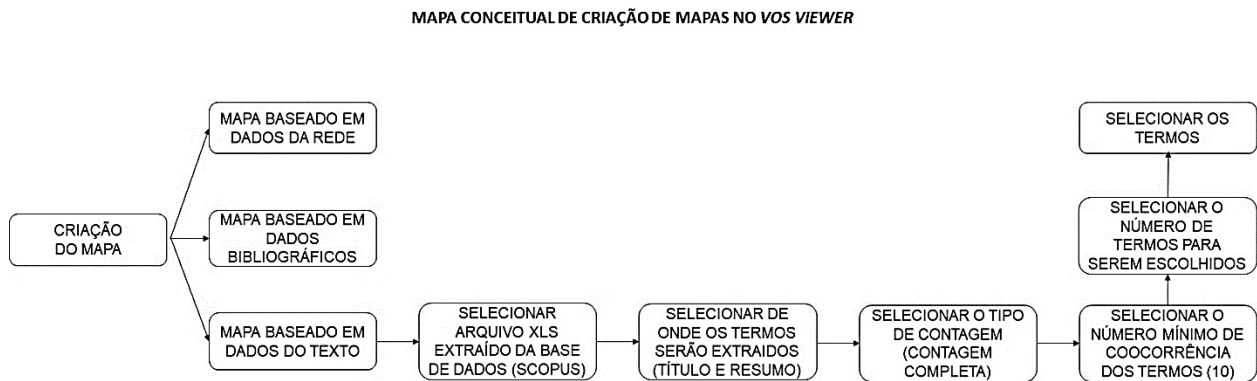 MAPA CONCEITUAL DE CRIAÇÃO DE MAPAS NO VOS VIEWER
MAPA BASEADO EM
DADOS DA REDE
SELECIONAR OS
TERMOS
CRIAÇÃO
DO MAPA
MAPA BASEADO EM
DADOS
BIBLIOGRÁFICOS
SELECIONAR O
NÚMERO DE
TERMOS PARA
SEREM ESCOLHIDOS
MAPA BASEADO EM
DADOS DO TEXTO
SELECIONAR
ARQUIVO XLS
EXTRAÍDO DA BASE
DE DADOS (SCOPUS)
SELECIONAR DE
ONDE OS TERMOS
SERÃO EXTRAIDOS
(TÍTULO E RESUMO)
SELECIONAR O TIPO
DE CONTAGEM
(CONTAGEM
COMPLETA)
SELECIONAR O
NÚMERO MÍNIMO DE
COOCORRÊNCIA
DOS TERMOS (10)